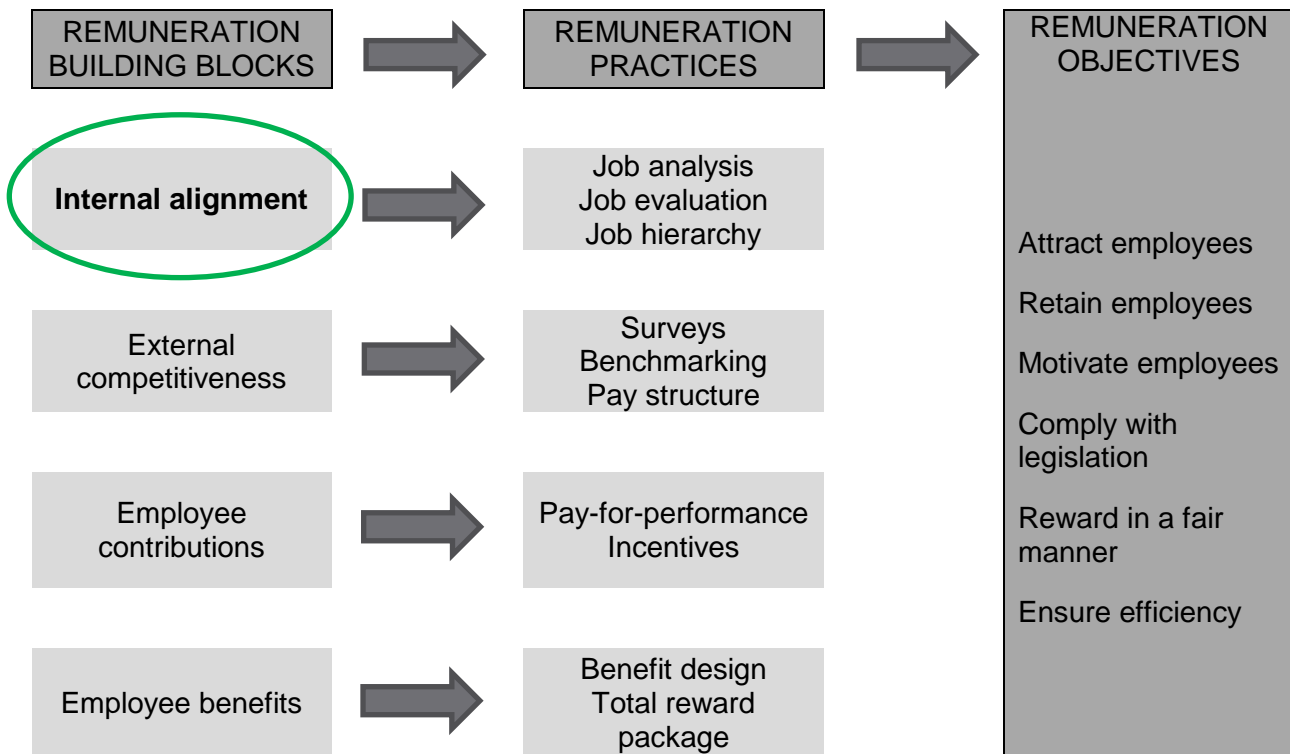 REMUNERATION
BUILDING BLOCKS
REMUNERATION
PRACTICES
REMUNERATION
OBJECTIVES
Internal alignment
Job analysis
Job evaluation
Job hierarchy
External
competitiveness
Surveys
Benchmarking
Pay structure
Employee
contributions
Pay-for-performance
Incentives
Employee benefits
Benefit design
Total reward
package
Attract employees
Retain employees
Motivate employees
Comply with
legislation
Reward in a fair
manner
Ensure efficiency